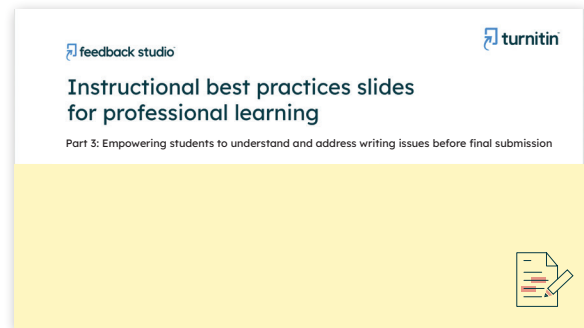 turnitin
feedback studio
Instructional best practices slides
for professional learning
Part 3: Empowering students to understand and address writing issues before final submission